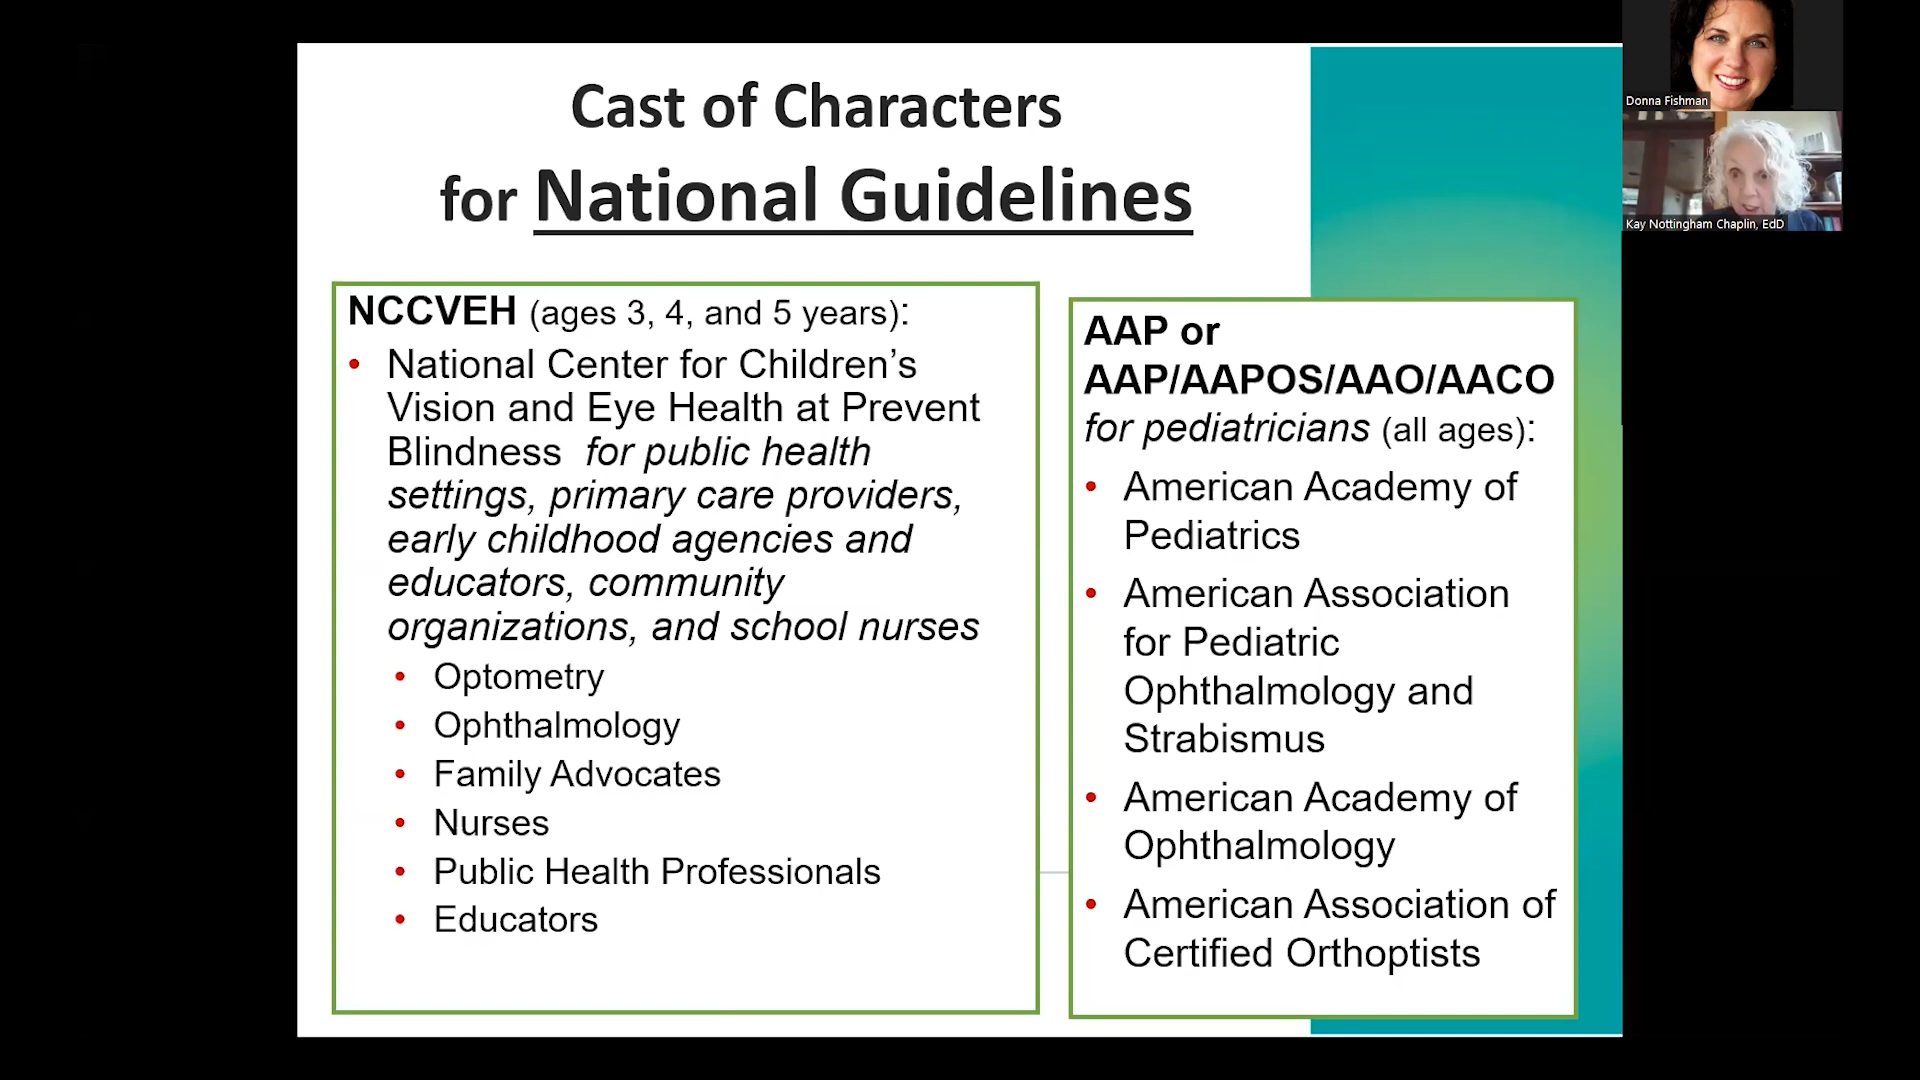 Cast of Characters
for National Guidelines
NCCVEH (ages 3, 4, and 5 years):
• National Center for Children’s
Vision and Eye Health at Prevent
Blindness for public health
settings, primary care providers,
early childhood agencies and
educators, community
organizations, and school nurses
• Optometry
• Ophthalmology
• Family Advocates
• Nurses
• Public Health Professionals
• Educators
AAP or
AAP/AAPOS/AAO/AACO
for pediatricians (all ages):
• American Academy of
Pediatrics
• American Association
for Pediatric
Ophthalmology and
Strabismus
• American Academy of
Ophthalmology
• American Association of
Certified Orthoptists
Donna Fishman
Kay Nottingham Chaplin, EdD